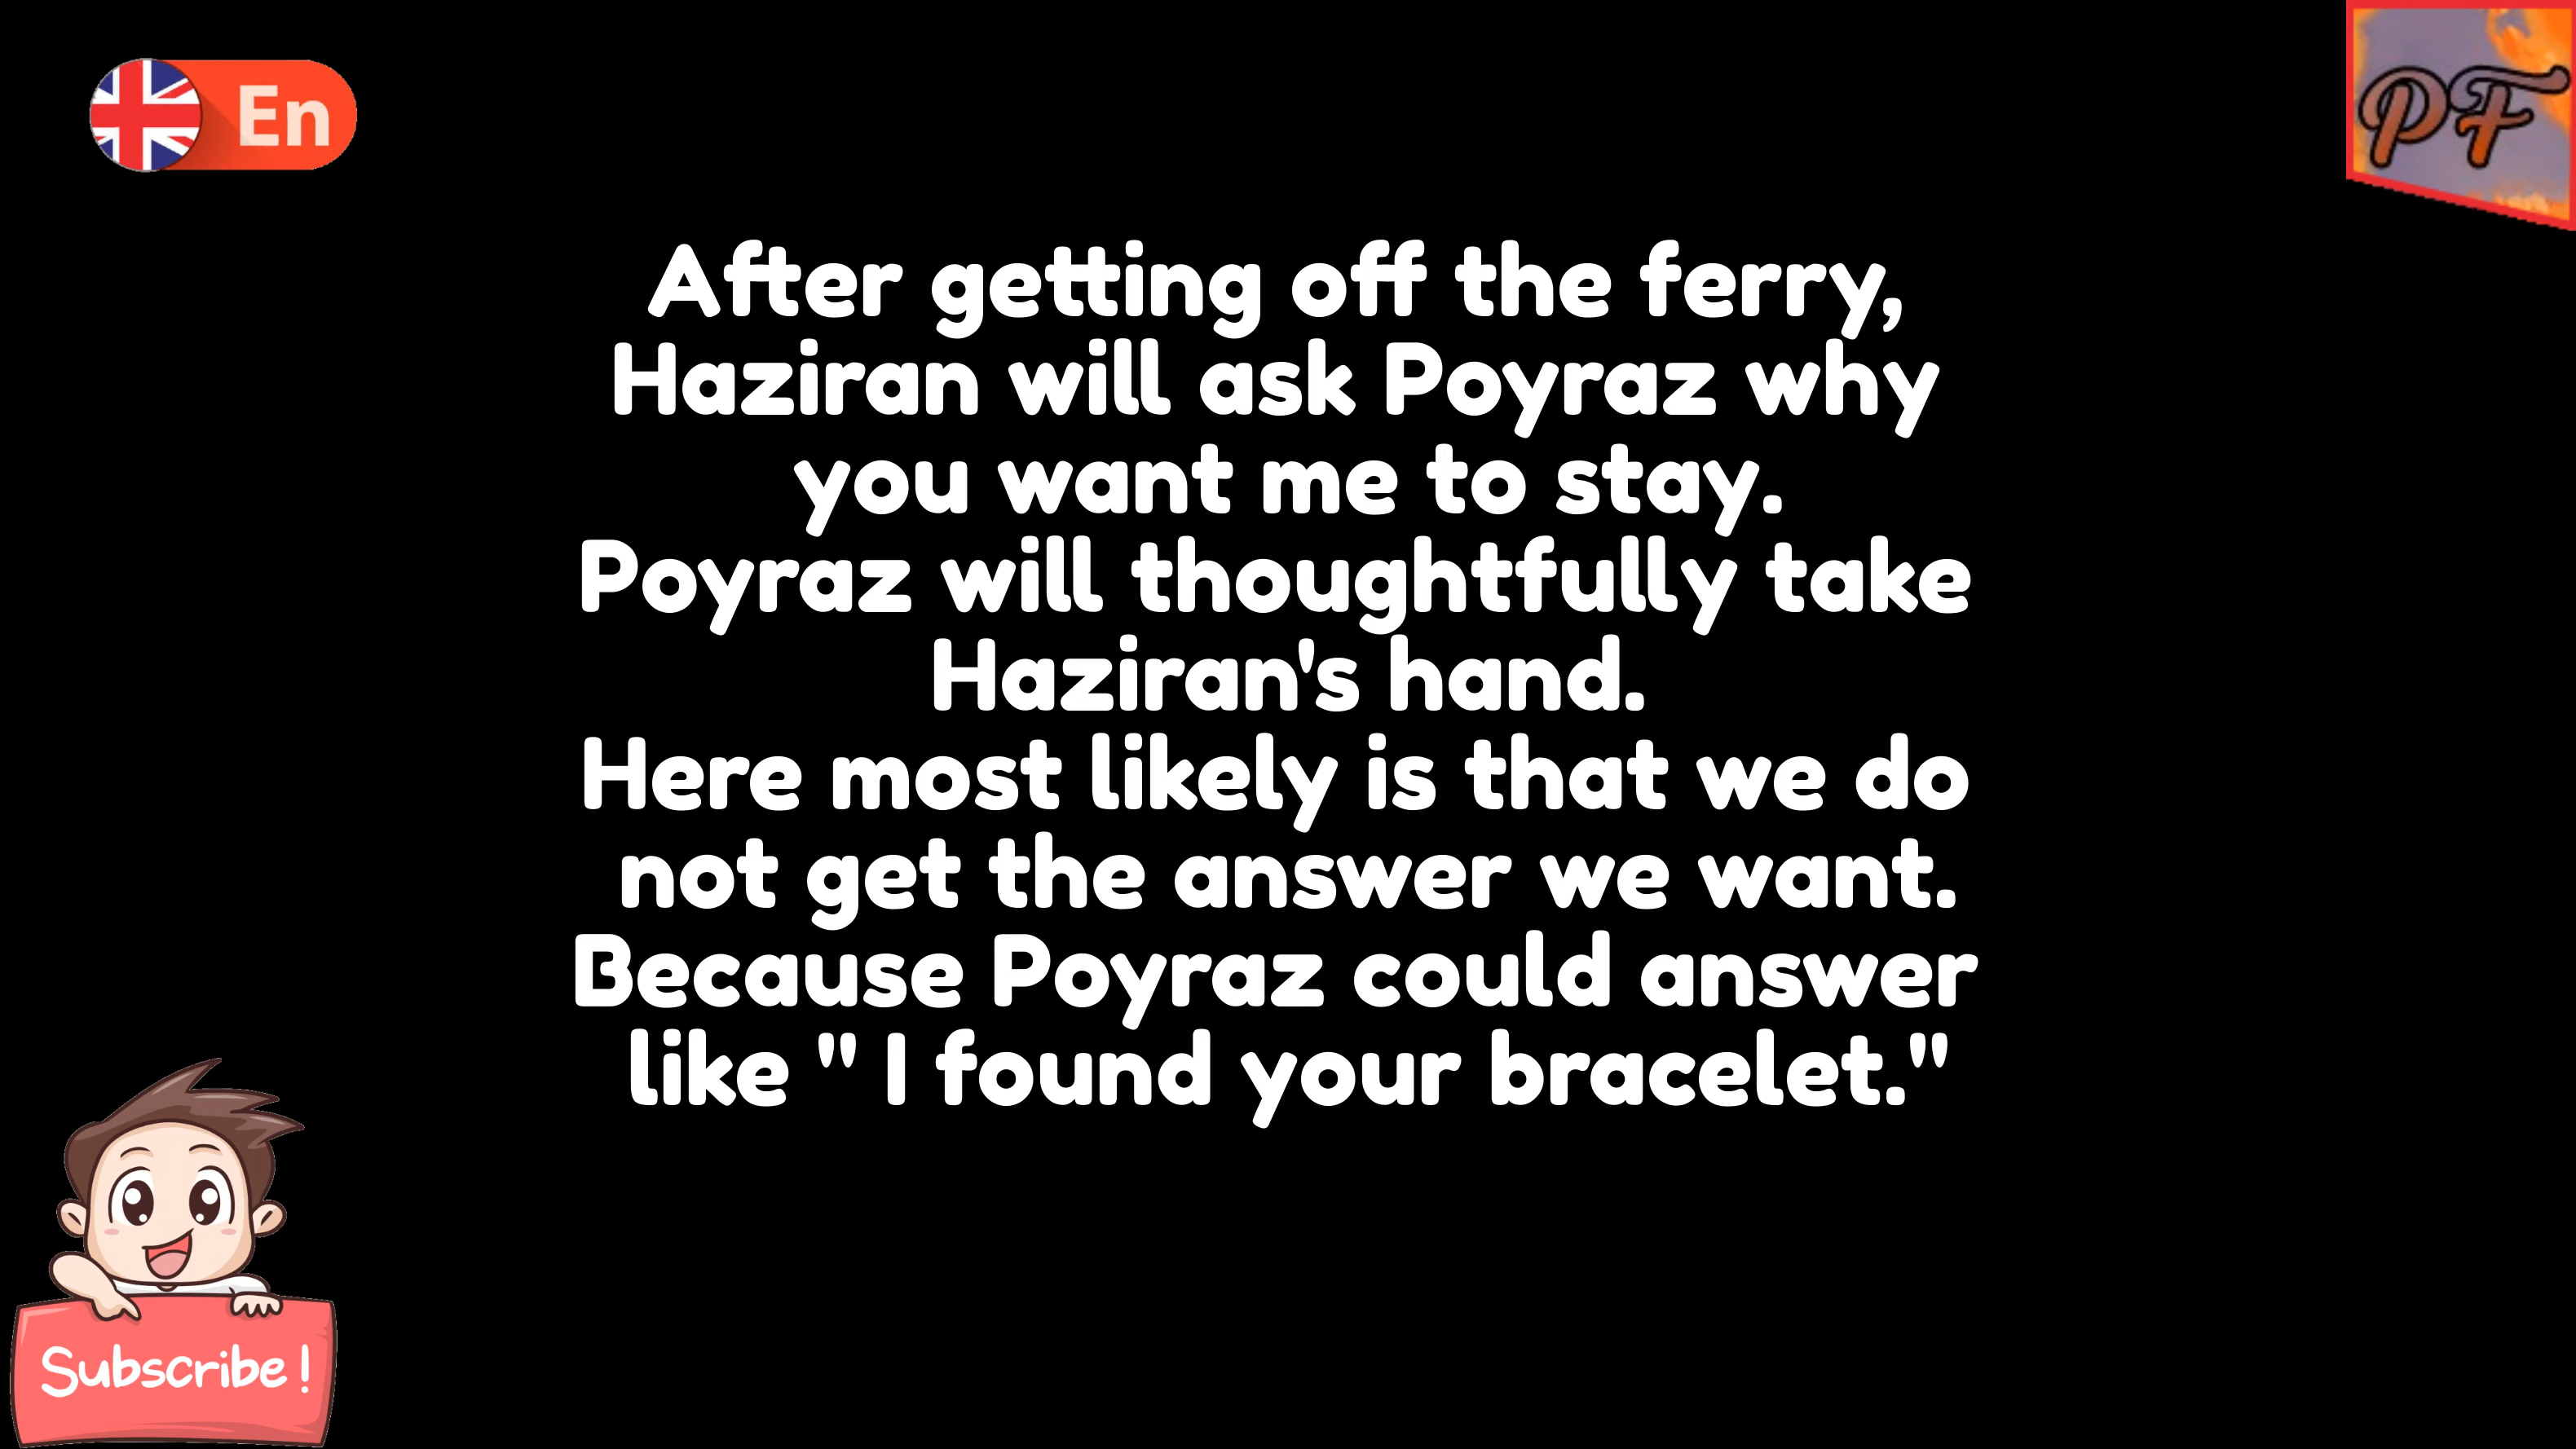 En
PF
After getting off the ferry,
Haziran will ask Poyraz why
you want me to stay.
Poyraz will thoughtfully take
Haziran's hand.
Here most likely is that we do
not get the answer we want.
Because Poyraz could answer
like " I found your bracelet."
Subscribe!